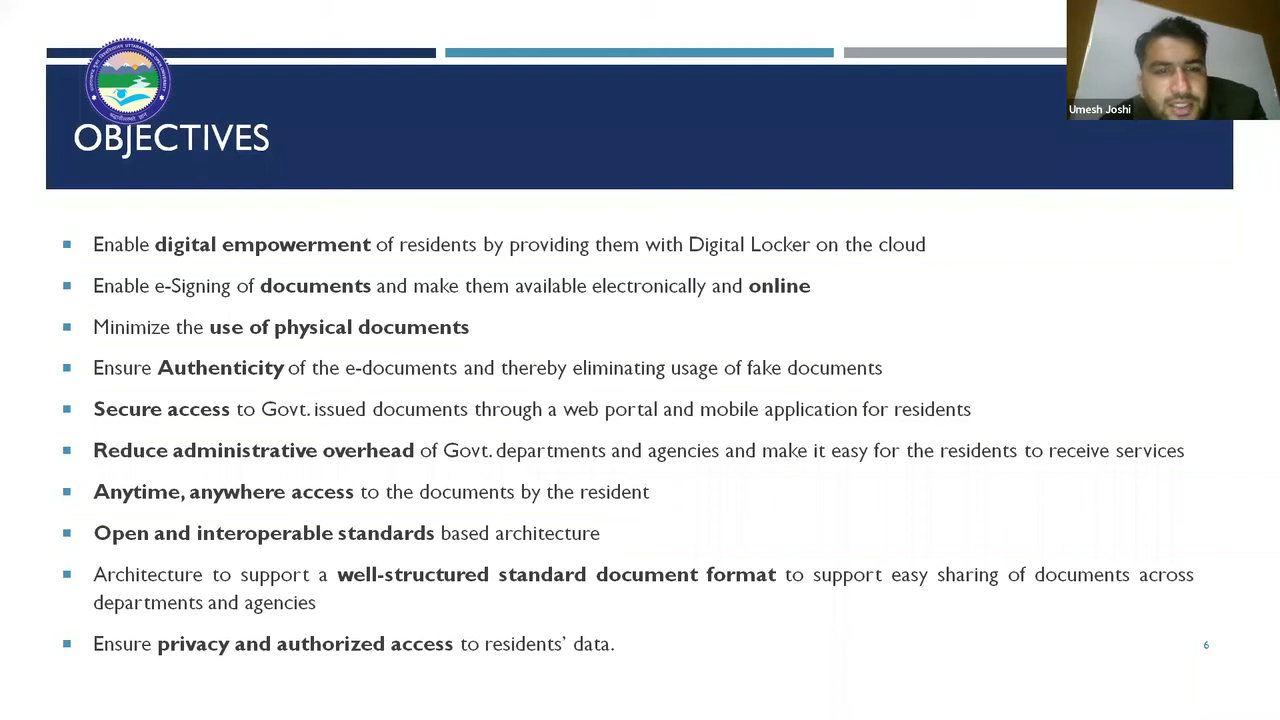 Umesh Joshi
OBJECTIVES
Enable digital empowerment of residents by providing them with Digital Locker on the cloud
Enable e-Signing of documents and make them available electronically and online
Minimize the use of physical documents
Ensure Authenticity of the e-documents and thereby eliminating usage of fake documents
Secure access to Govt. issued documents through a web portal and mobile application for residents
Reduce administrative overhead of Govt. departments and agencies and make it easy for the residents to receive services
Anytime, anywhere access to the documents by the resident
Open and interoperable standards based architecture
Architecture to support a well-structured standard document format to support easy sharing of documents across
departments and agencies
Ensure privacy and authorized access to residents’ data.
6